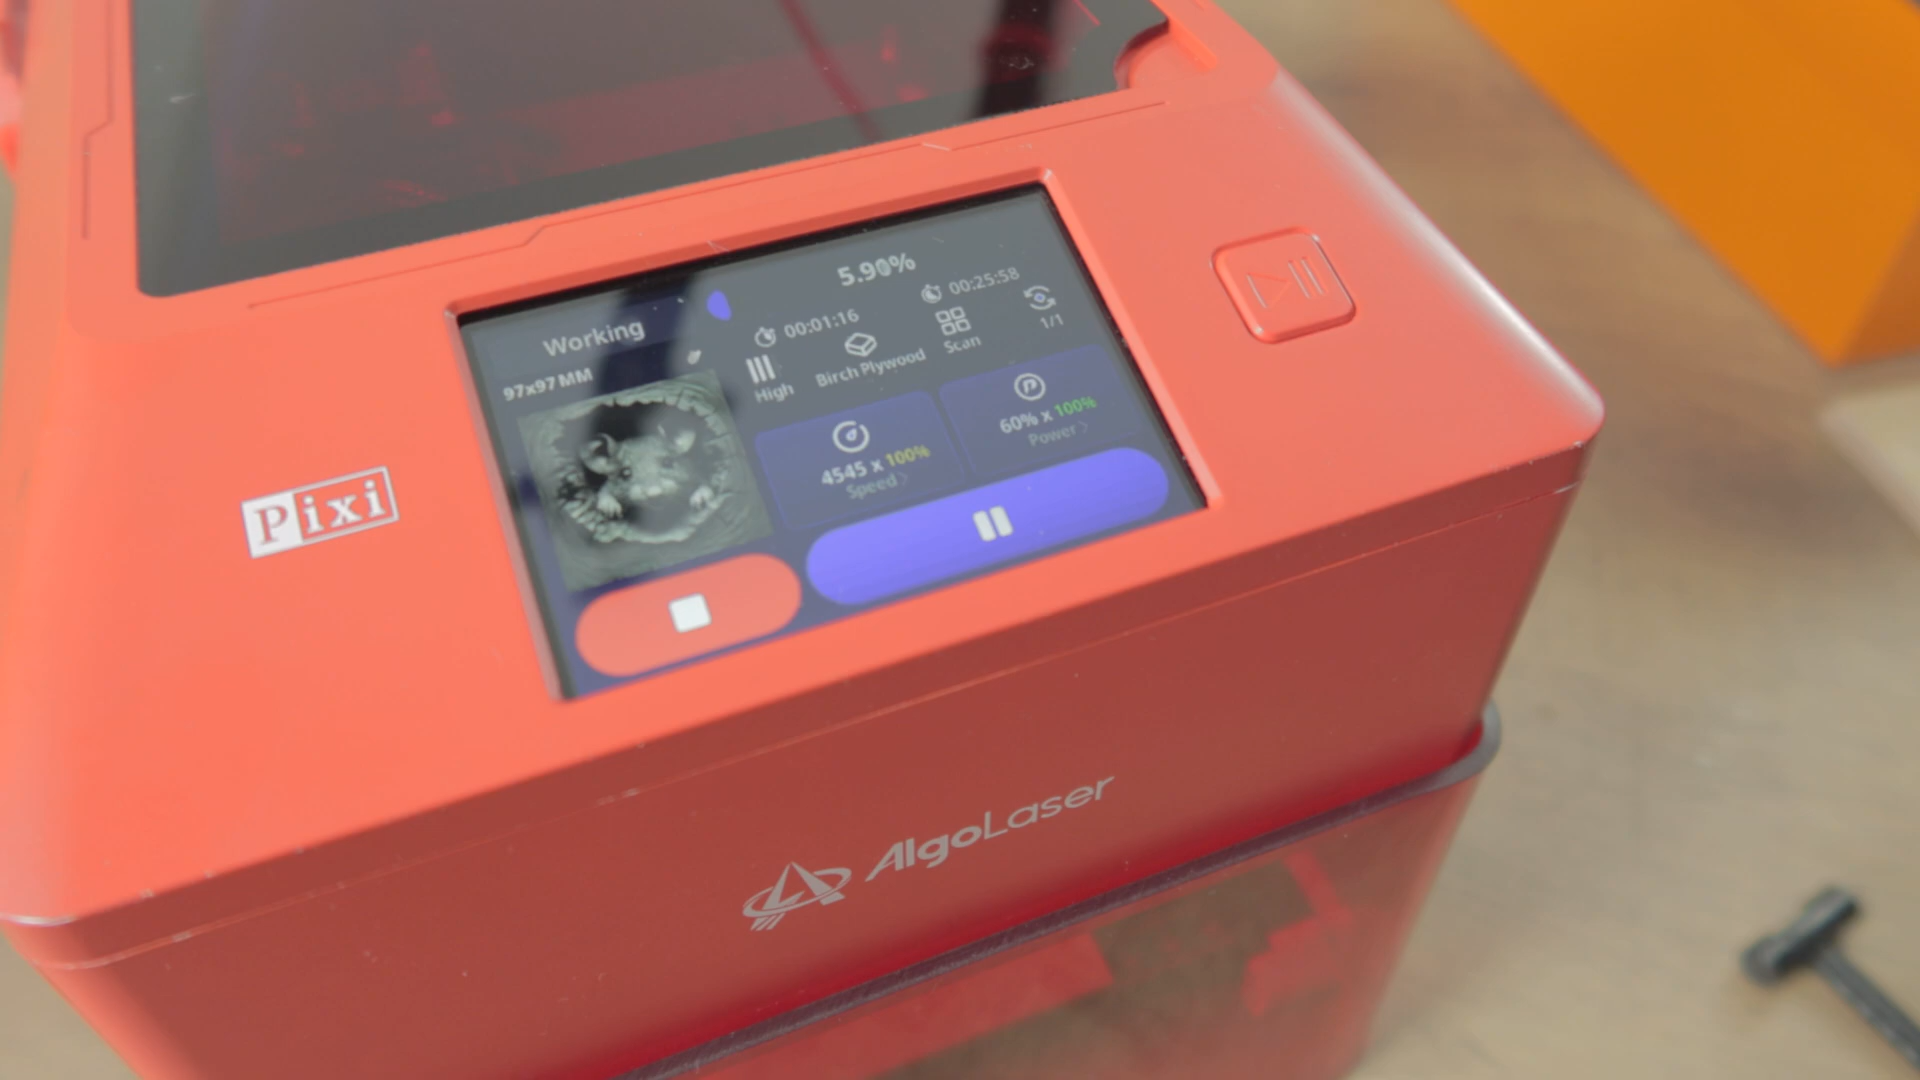 5.90%
Working
00:01:16
00:25:58
97x97 MM
High
Birch Plywood
Scan
1/1
4545 x 100%
Speed
60% x 100%
Power
Pixi
AlgoLaser